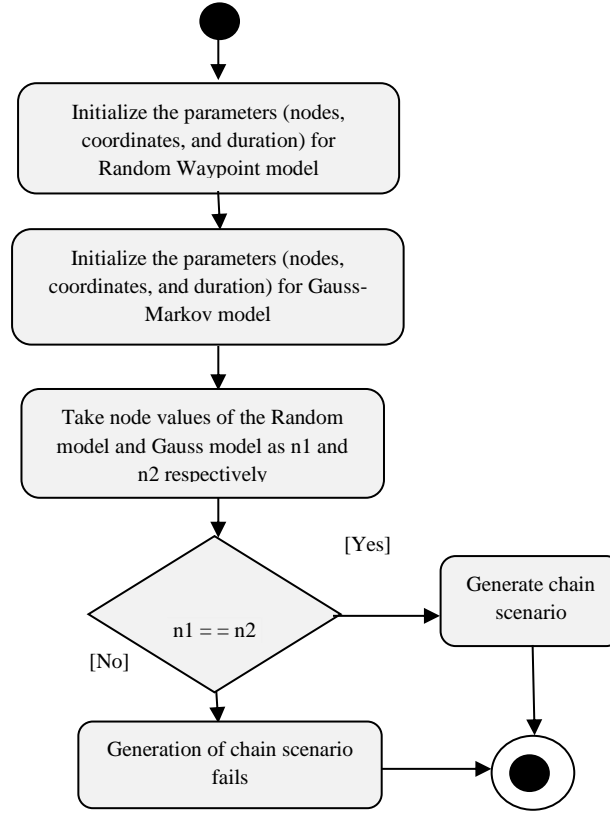 Initialize the parameters (nodes,
coordinates, and duration) for
Random Waypoint model
Initialize the parameters (nodes,
coordinates, and duration) for Gauss-
Markov model
Take node values of the Random
model and Gauss model as n1 and
n2 respectively
[Yes]
Generate chain
scenario
n1 = = n2
[No]
Generation of chain scenario
fails